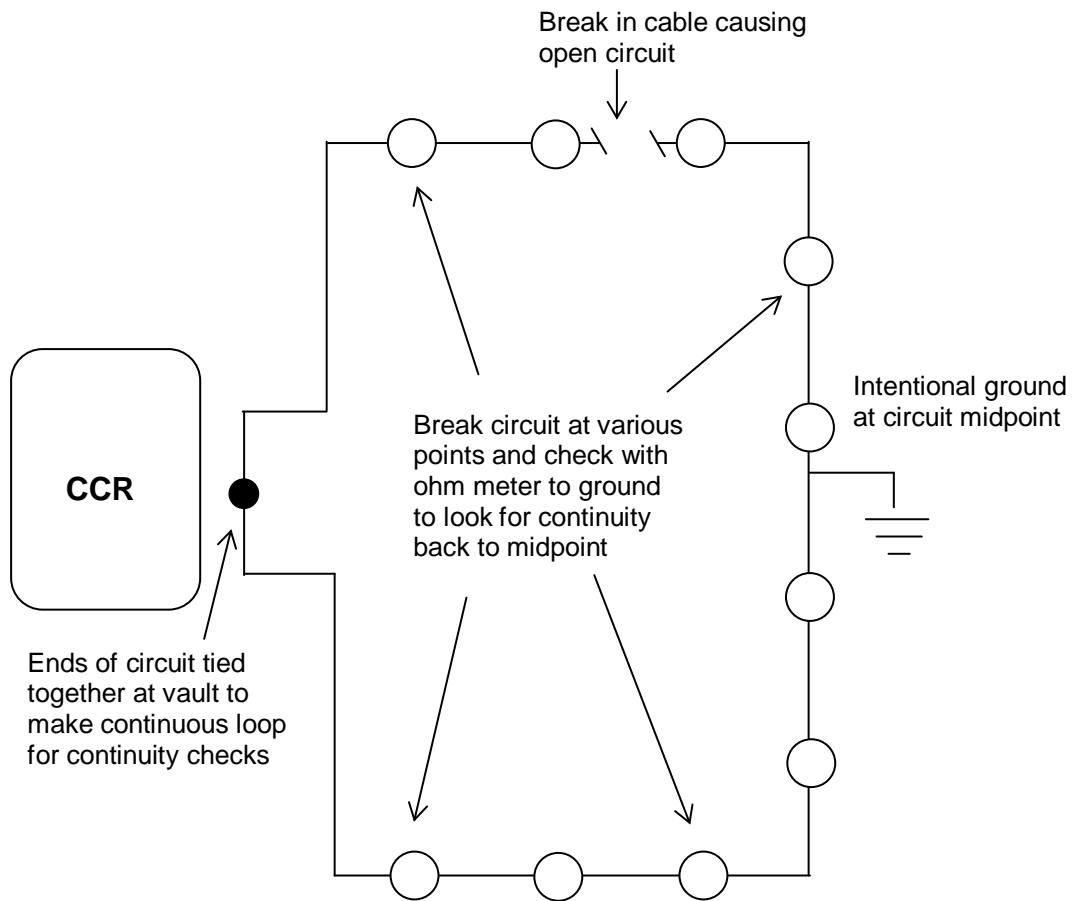 Break in cable causing
open circuit
Intentional ground
at circuit midpoint
Break circuit at various
points and check with
ohm meter to ground
to look for continuity
back to midpoint
CCR
Ends of circuit tied
together at vault to
make continuous loop
for continuity checks